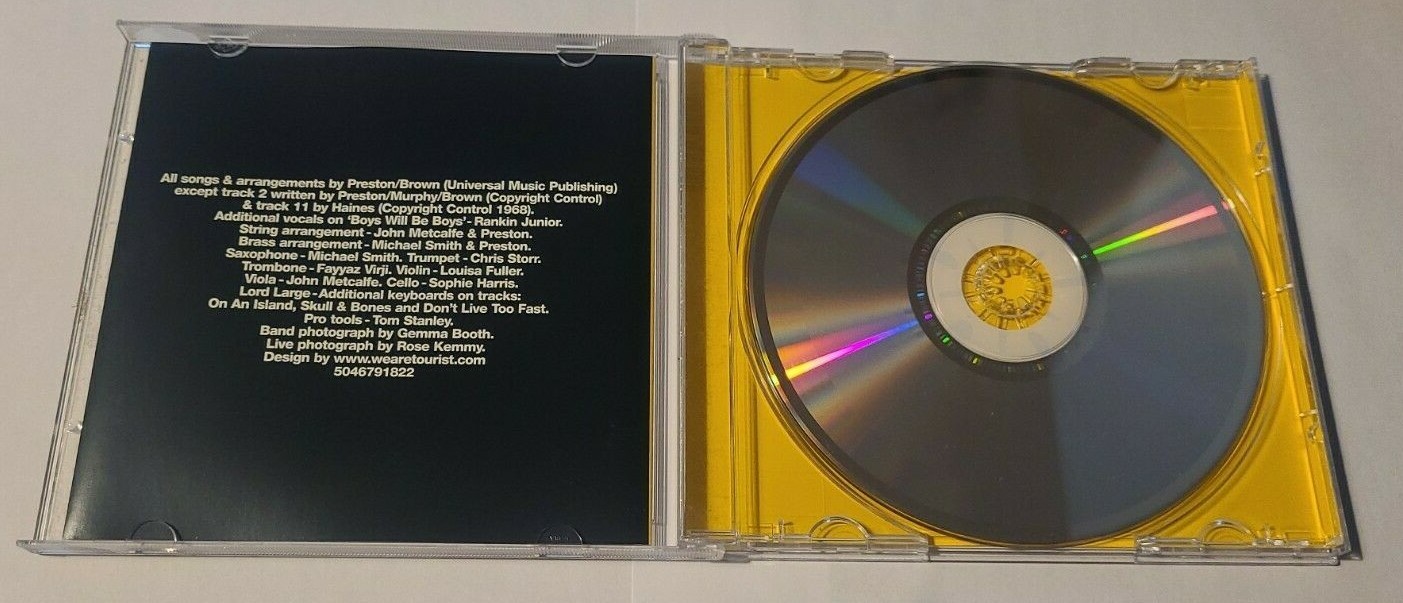 All songs & arrangements by Preston/Brown (Universal Music Publishing)
except track 2 written by Preston/Murphy/Brown (Copyright Control)
& track 11 by Haines (Copyright Control 1968).
Additional vocals on ‘Boys Will Be Boys’ - Rankin Junior.
String arrangement - John Metcalfe & Preston.
Brass arrangement - Michael Smith & Preston.
Saxophone - Michael Smith. Trumpet - Chris Storr.
Trombone - Fayyaz Virji. Violin - Louisa Fuller.
Viola - John Metcalfe. Cello - Sophie Harris.
Lord Large - Additional keyboards on tracks:
On An Island, Skull & Bones and Don't Live Too Fast.
Pro tools - Tom Stanley.
Band photograph by Gemma Booth.
Live photograph by Rose Kemmy.
Design by www.wearetourist.com
5046791822